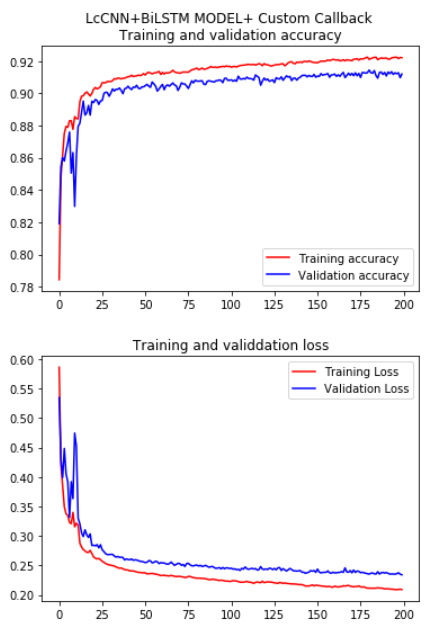 LcCNN+BiLSTM MODEL+ Custom Callback
Training and validation accuracy
0.92
0.90
0.88
0.86
0.84
0.82
0.80
0.78
Training accuracy
Validation accuracy
0 25 50 75 100 125 150 175 200
Training and validdation loss
0.60
0.55
0.50
0.45
0.40
0.35
0.30
0.25
0.20
Training Loss
Validation Loss
0 25 50 75 100 125 150 175 200